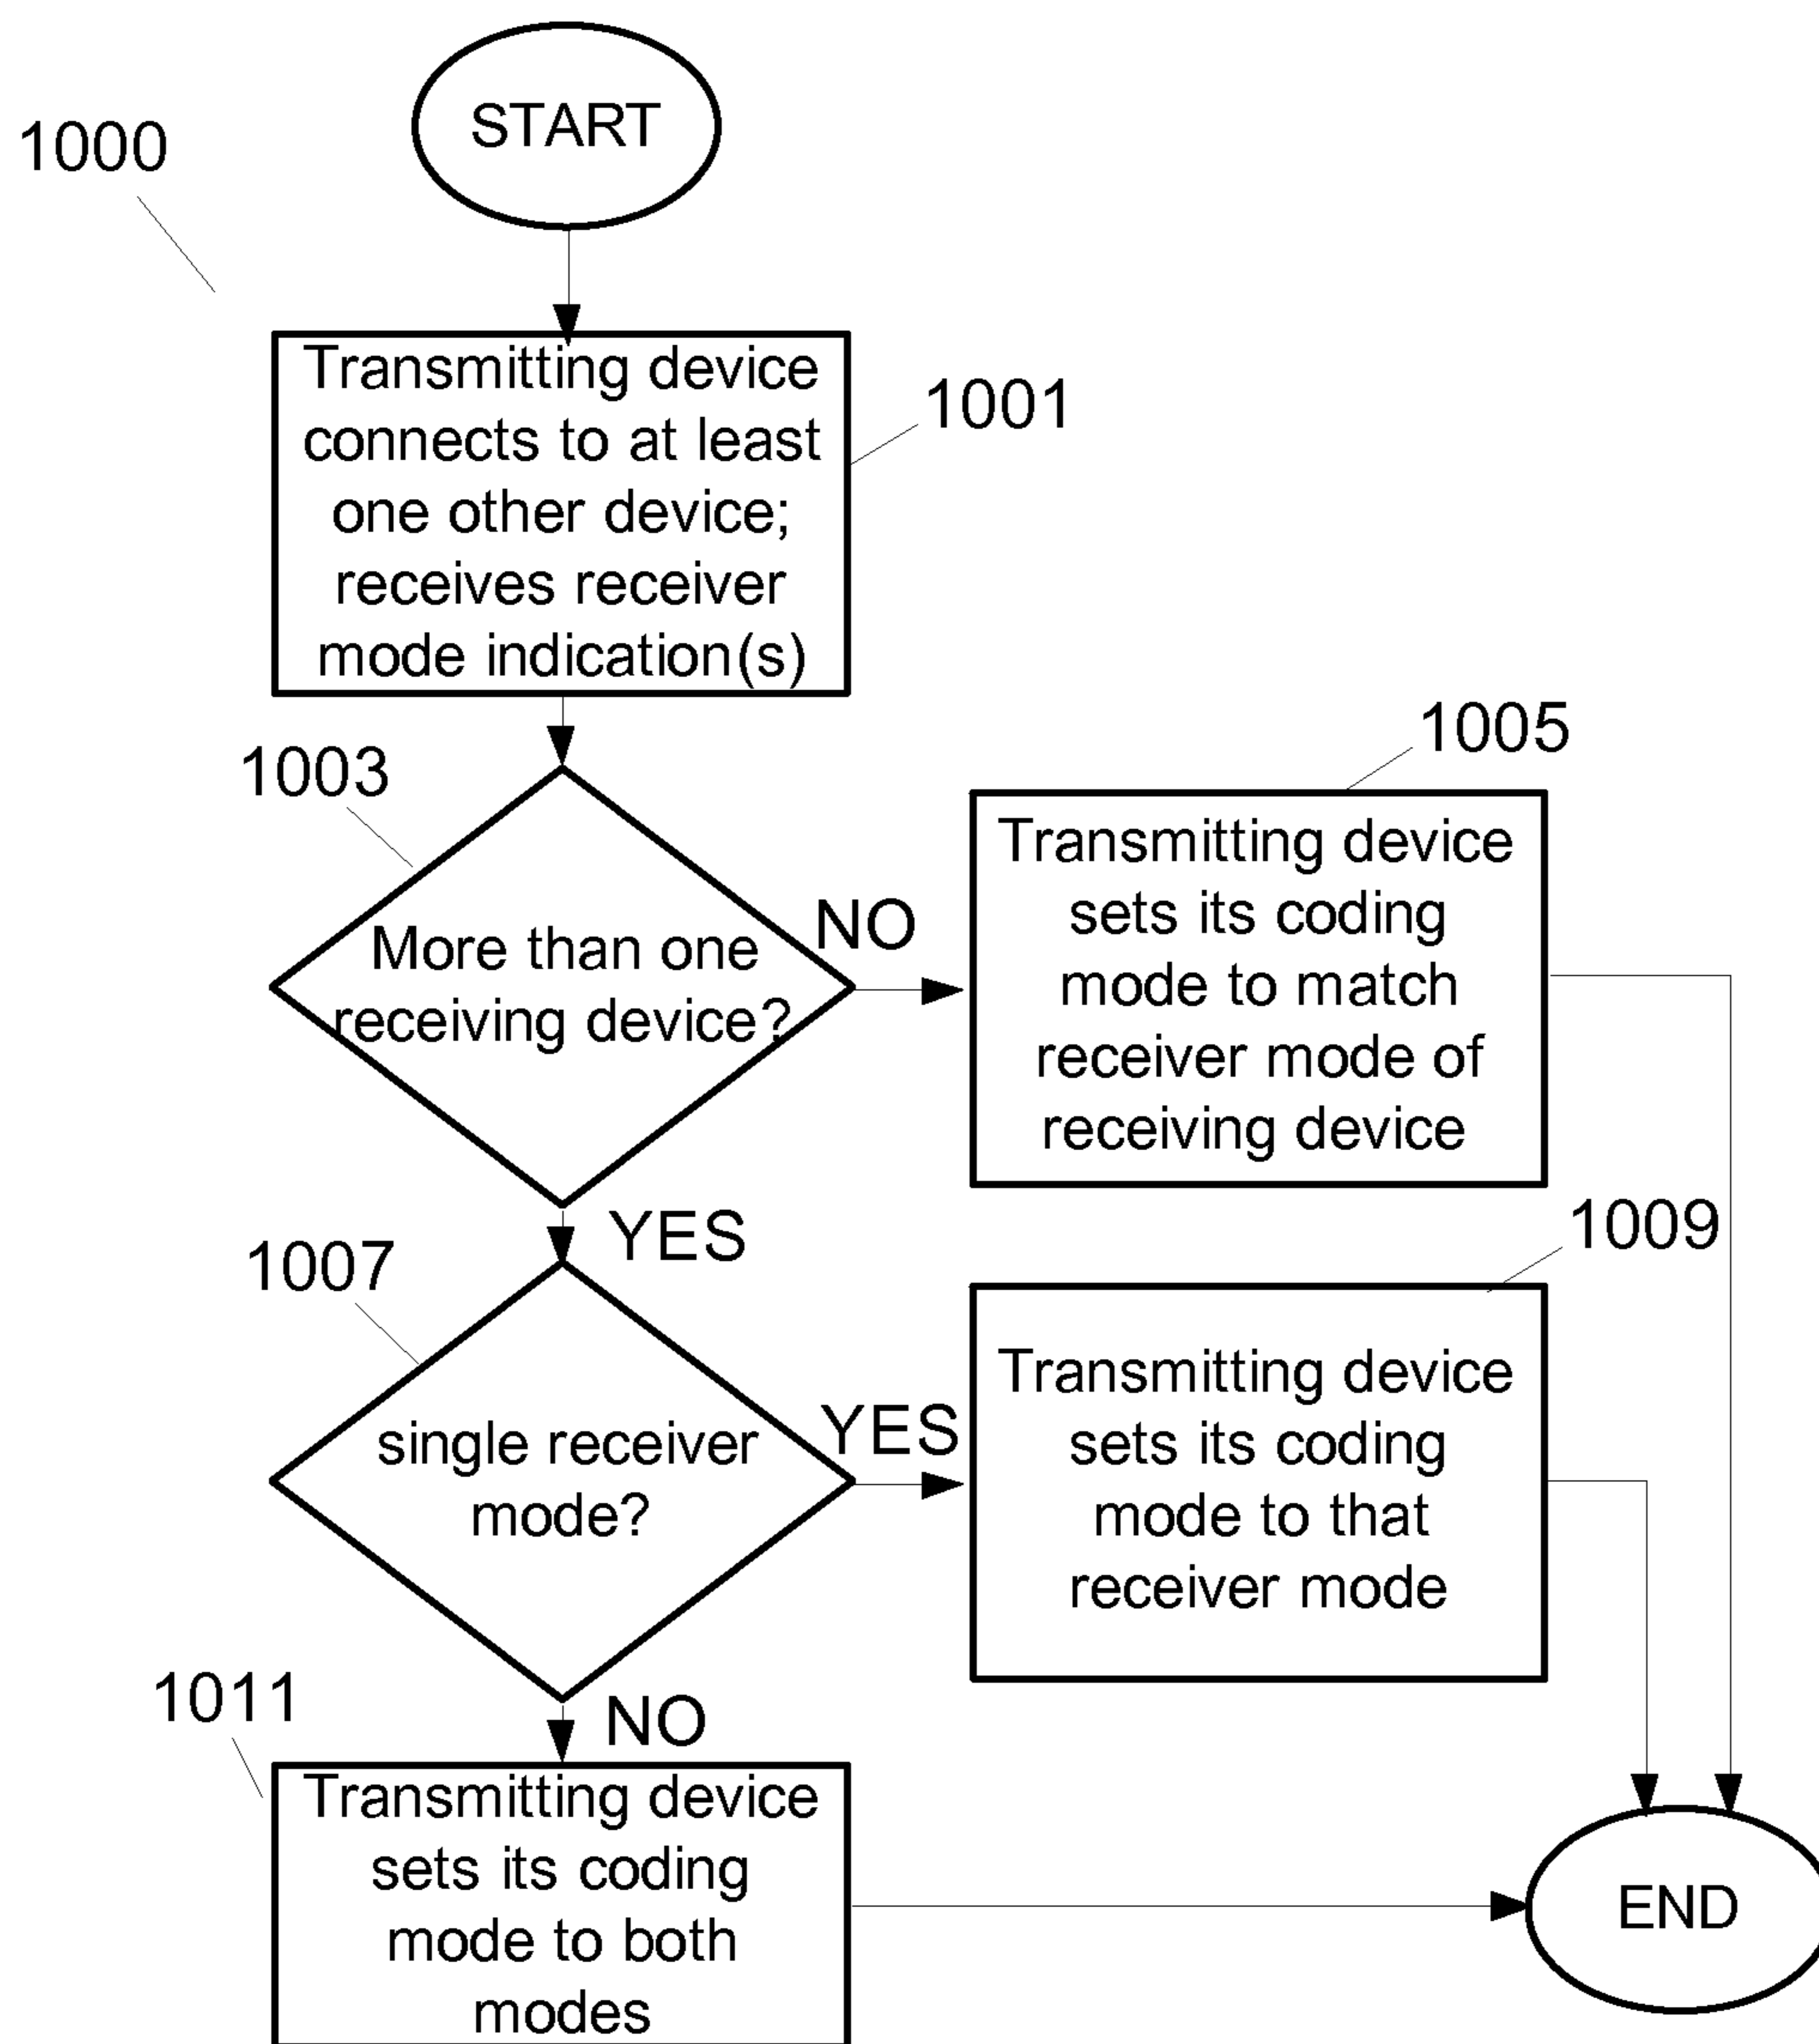 START
1000
Transmitting device
connects to at least
one other device;
receives receiver
mode indication(s)
1001
1003
More than one
receiving device?
NO
1005
Transmitting device
sets its coding
mode to match
receiver mode of
receiving device
YES
1007
single receiver
mode?
YES
1009
Transmitting device
sets its coding
mode to that
receiver mode
NO
1011
Transmitting device
sets its coding
mode to both
modes
END